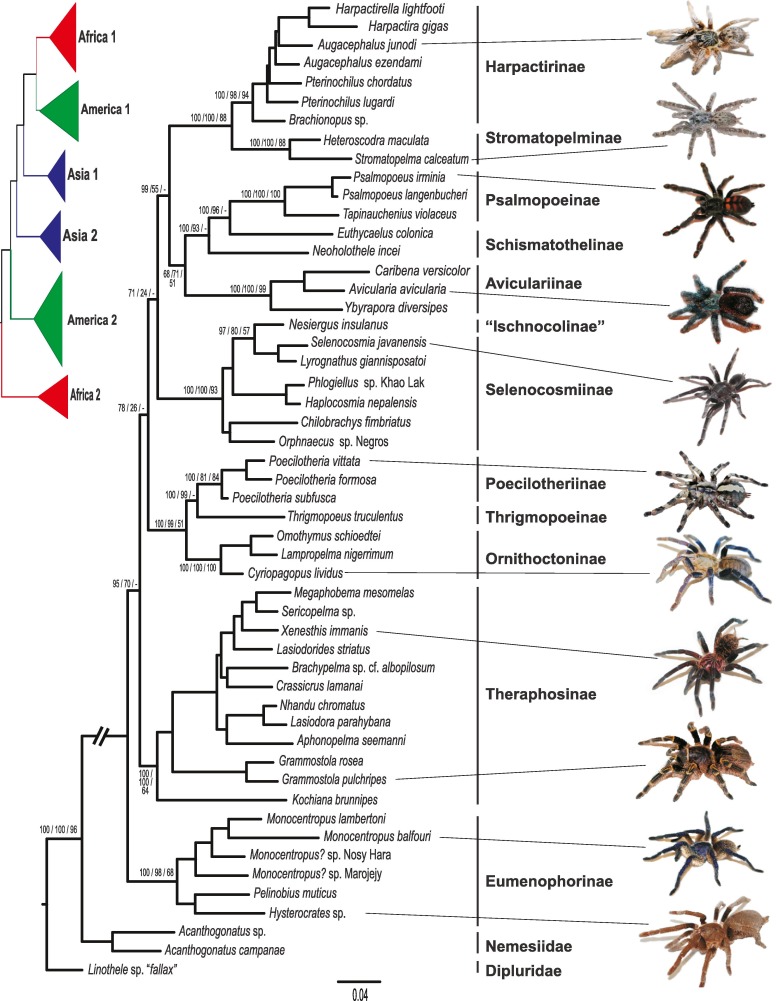 Africa 1
America 1
Asia 1
Asia 2
America 2
Africa 2
Harpactirella lightfooti
Harpactira gigas
Augacephalus junodi
Augacephalus ezendami
Pterinochilus chordatus
Pterinochilus lugardi
Brachionopus sp.
Heteroscodra maculata
Stromatopelma calceatum
Psalmopoeus irminia
Psalmopoeus langenbucheri
Tapinauchenius violaceus
Euthycaelus colonica
Neoholothele incei
Caribena versicolor
Avicularia avicularia
Ybyrapora diversipes
Nesiergus insulanus
Selenocosmia javanensis
Lyrognathus giannisposatoi
Phlogiellus sp. Khao Lak
Haplocosmia nepalensis
Chilobrachys fimbriatus
Orphnaecus sp. Negros
Poecilotheria vittata
Poecilotheria formosa
Poecilotheria subfusca
Thrigmopoeus truculentus
Omothymus schioedtei
Lampropelma nigerrimum
Cyriopagopus lividus
Megaphobema mesomelas
Sericopelma sp.
Xenesthis immanis
Lasiodorides striatus
Brachypelma sp. cf. albopilosum
Crassicrus lamanai
Nhandu chromatus
Lasiodora parahybana
Aphonopelma seemanni
Grammostola rosea
Grammostola pulchripes
Kochiana brunnipes
Monocentropus lambertoni
Monocentropus balfouri
Monocentropus? sp. Nosy Hara
Monocentropus? sp. Marojejy
Pelinobius muticus
Hysterocrates sp.
Acanthogonatus sp.
Acanthogonatus campanae
Linothele sp. “fallax”
Harpactirinae
Stromatopelminae
Psalmopoeinae
Schismatothelinae
Aviculariinae
“Ischnocolinae”
Selenocosmiinae
Poecilotheriinae
Thrigmopoeinae
Ornithoctoninae
Theraphosinae
Eumenophorinae
Nemesiidae
Dipluridae
100 / 98 / 94
100 /100/ 88
100 /100/ 88
99 /55 / -
100 /100 / 100
100 /96 / -
100 /93 / -
68 /71 /
51
100 /100 / 99
71 / 24 / -
97 / 80 / 57
100 /100 /93
78 / 26 / -
100 / 81 / 84
100 / 99 / -
100 / 99 / 51
100 / 100 / 100
95 / 70 / -
100 /
100 /
64
100 / 98 / 68
100 / 100 / 96
0.04